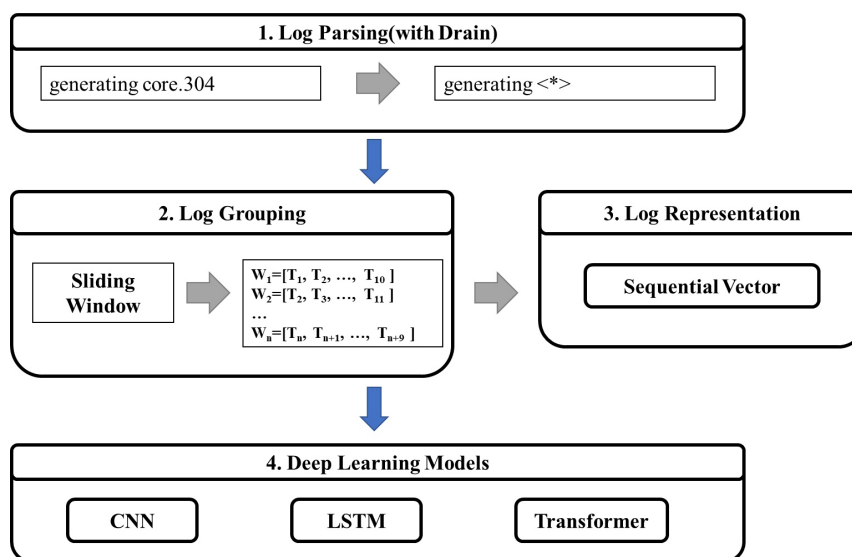 1. Log Parsing(with Drain)
generating core.304
generating <*>
2. Log Grouping
Sliding
Window
W₁=[T₁, T₂, …, T₁₀ ]
W₂=[T₂, T₃, …, T₁₁ ]
…
Wₙ=[Tₙ, Tₙ₊₁, …, Tₙ₊₉ ]
3. Log Representation
Sequential Vector
4. Deep Learning Models
CNN
LSTM
Transformer